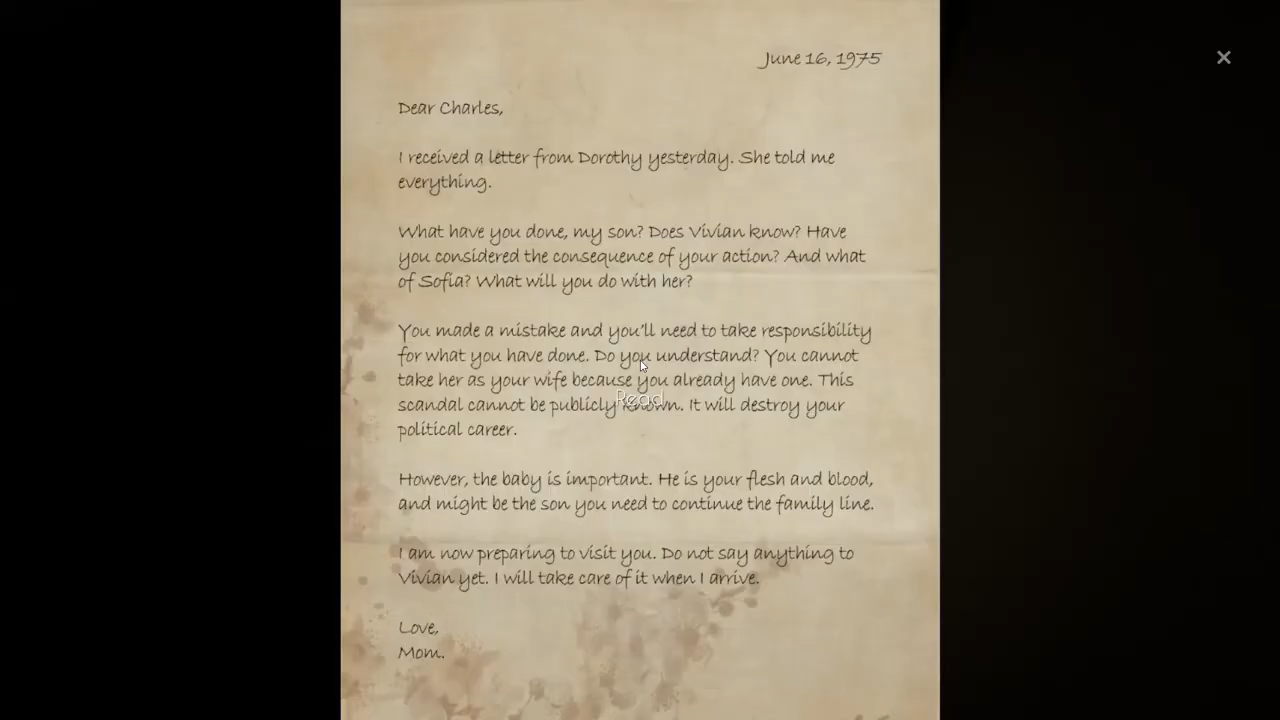 June 16, 1975
Dear Charles,
I received a letter from Dorothy yesterday. She told me
everything.
What have you done, my son? Does Vivian know? Have
you considered the consequence of your action? And what
of Sofia? What will you do with her?
You made a mistake and you'll need to take responsibility
for what you have done. Do you understand? You cannot
take her as your wife because you already have one. This
scandal cannot be publicly known. It will destroy your
political career.
Read
However, the baby is important. He is your flesh and blood,
and might be the son you need to continue the family line.
I am now preparing to visit you. Do not say anything to
Vivian yet. I will take care of it when I arrive.
Love,
Mom.